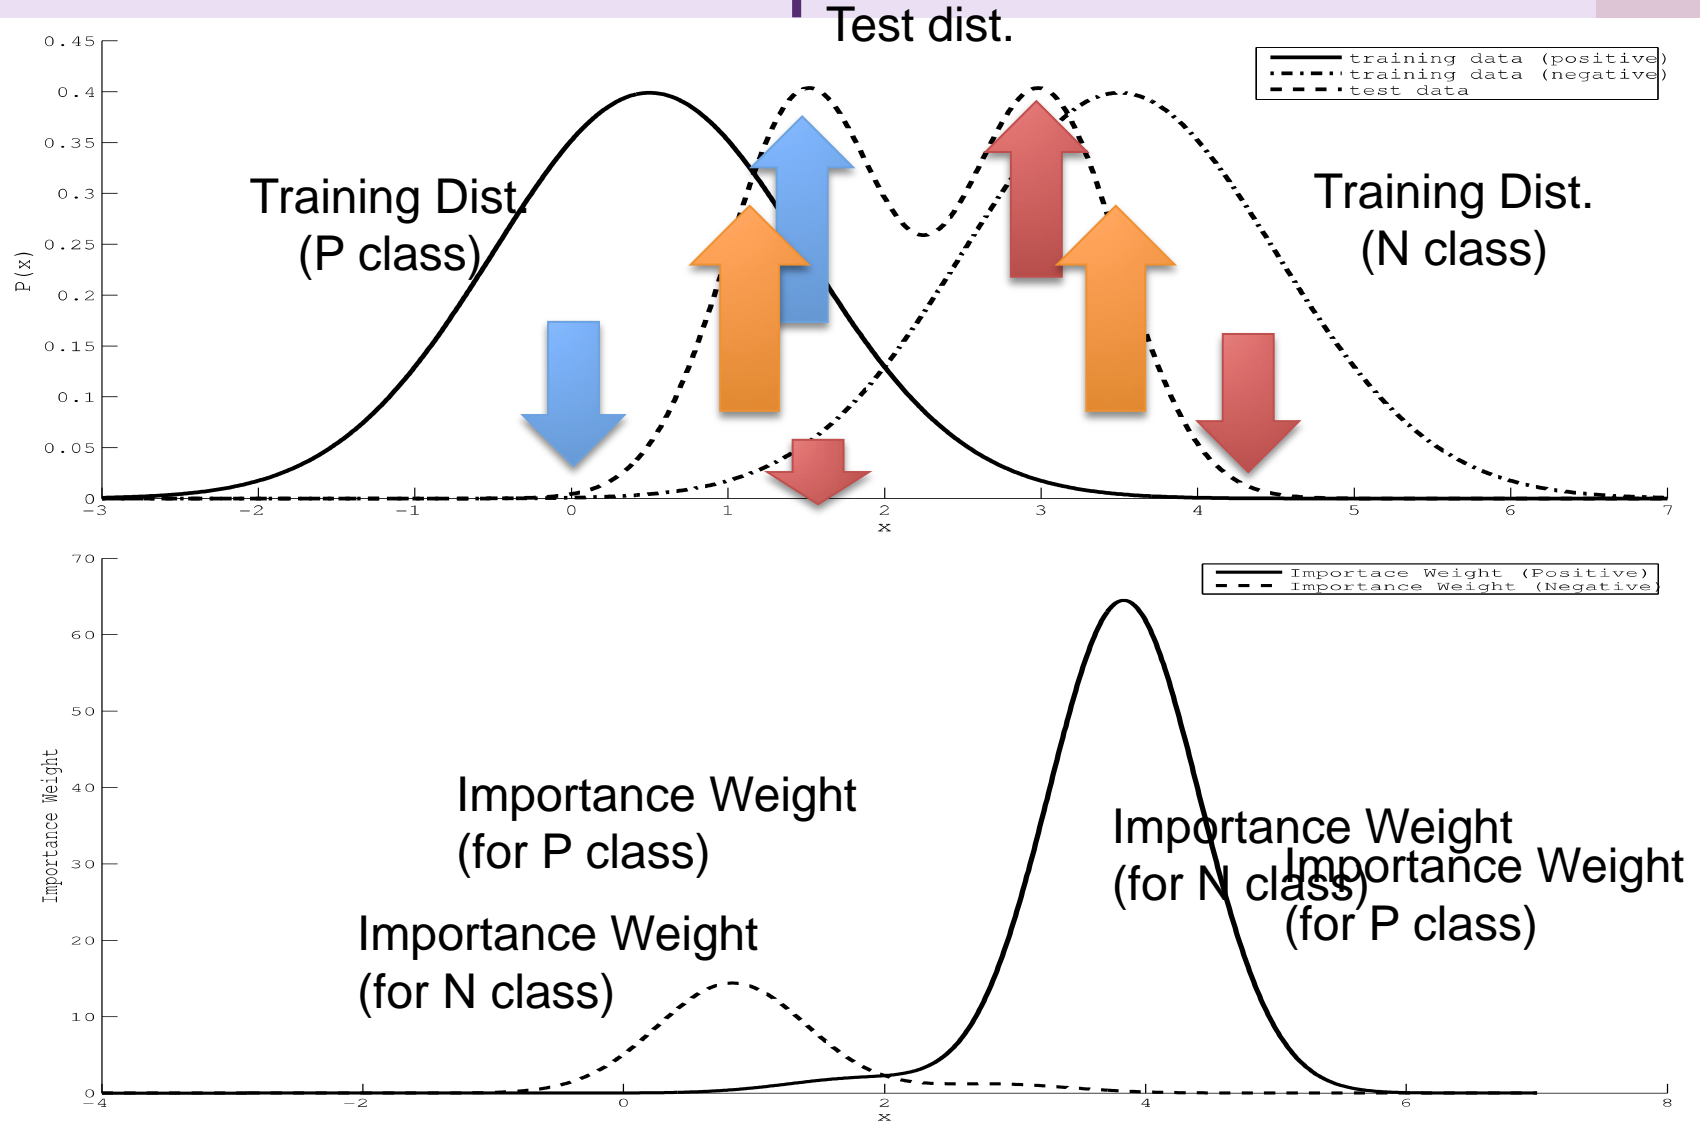 Test dist.
0.45
0.4
0.35
0.3
0.25
0.2
0.15
0.1
0.05
0
P(x)
training data (positive)
training data (negative)
test data
Training Dist.
(P class)
Training Dist.
(N class)
-3 -2 -1 0 1 2 3 4 5 6 7
x
70
60
50
40
30
20
10
0
Importance Weight
Importace Weight (Positive)
Importance Weight (Negative)
Importance Weight
(for P class)
Importance Weight
(for N class)
Importance Weight
(for P class)
Importance Weight
(for N class)
-4 -2 0 2 4 6 8
x